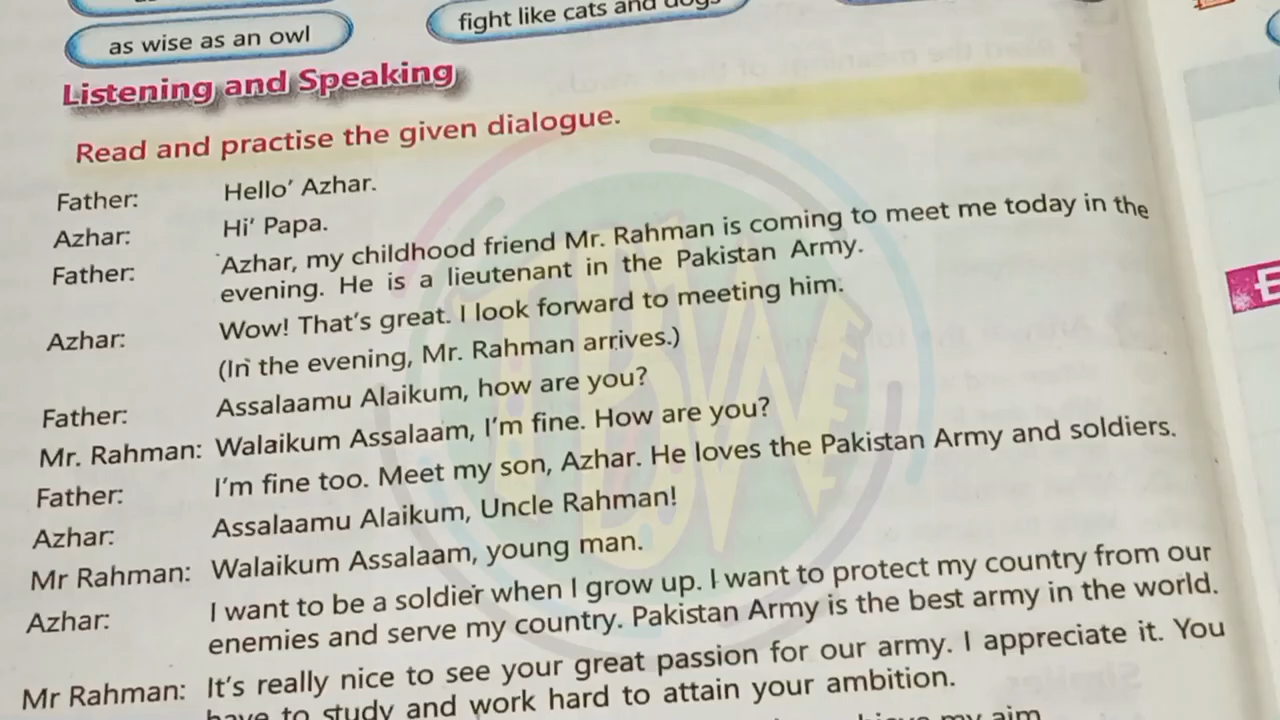 as wise as an owl
fight like cats and dogs
Listening and Speaking
Read and practise the given dialogue.
Father: Hello' Azhar.
Azhar: Hi' Papa.
Father: Azhar, my childhood friend Mr. Rahman is coming to meet me today in the
evening. He is a lieutenant in the Pakistan Army.
Azhar: Wow! That's great. I look forward to meeting him.
(In the evening, Mr. Rahman arrives.)
Father: Assalaamu Alaikum, how are you?
Mr. Rahman: Walaikum Assalaam, I'm fine. How are you?
Father: I'm fine too. Meet my son, Azhar. He loves the Pakistan Army and soldiers.
Azhar: Assalaamu Alaikum, Uncle Rahman!
Mr Rahman: Walaikum Assalaam, young man.
Azhar: I want to be a soldier when I grow up. I want to protect my country from our
enemies and serve my country. Pakistan Army is the best army in the world.
Mr Rahman: It's really nice to see your great passion for our army. I appreciate it. You
have to study and work hard to attain your ambition.
my aim
E